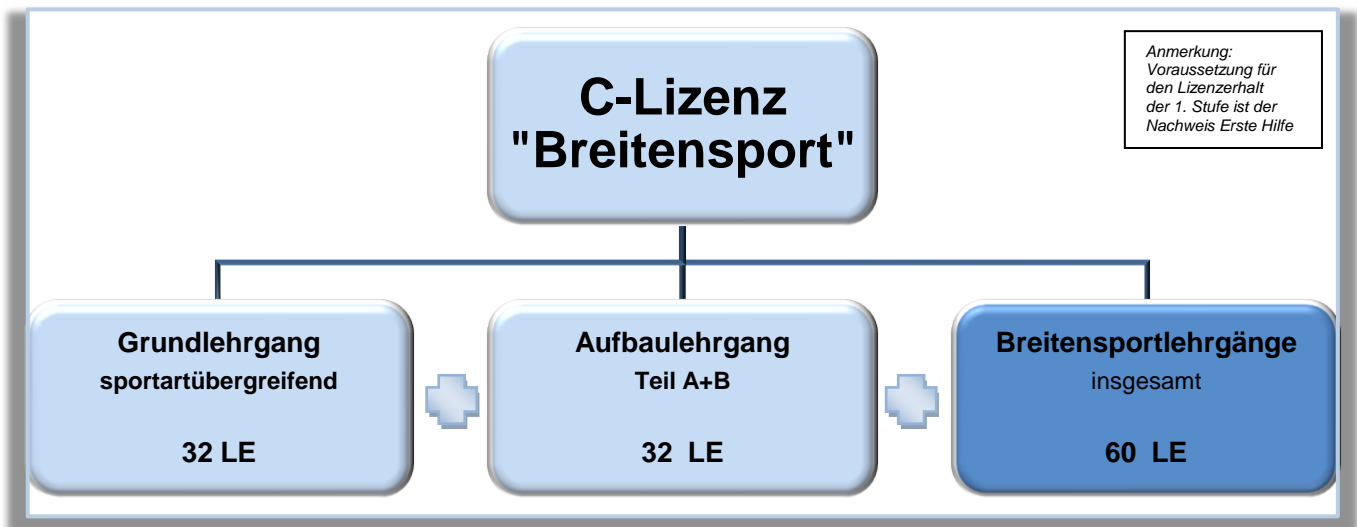 C-Lizenz
"Breitensport"
Anmerkung:
Voraussetzung für
den Lizenzerhalt
der 1. Stufe ist der
Nachweis Erste Hilfe
Grundlehrgang
sportartübergreifend
32 LE
Aufbaulehrgang
Teil A+B
32 LE
Breitensportlehrgänge
insgesamt
60 LE